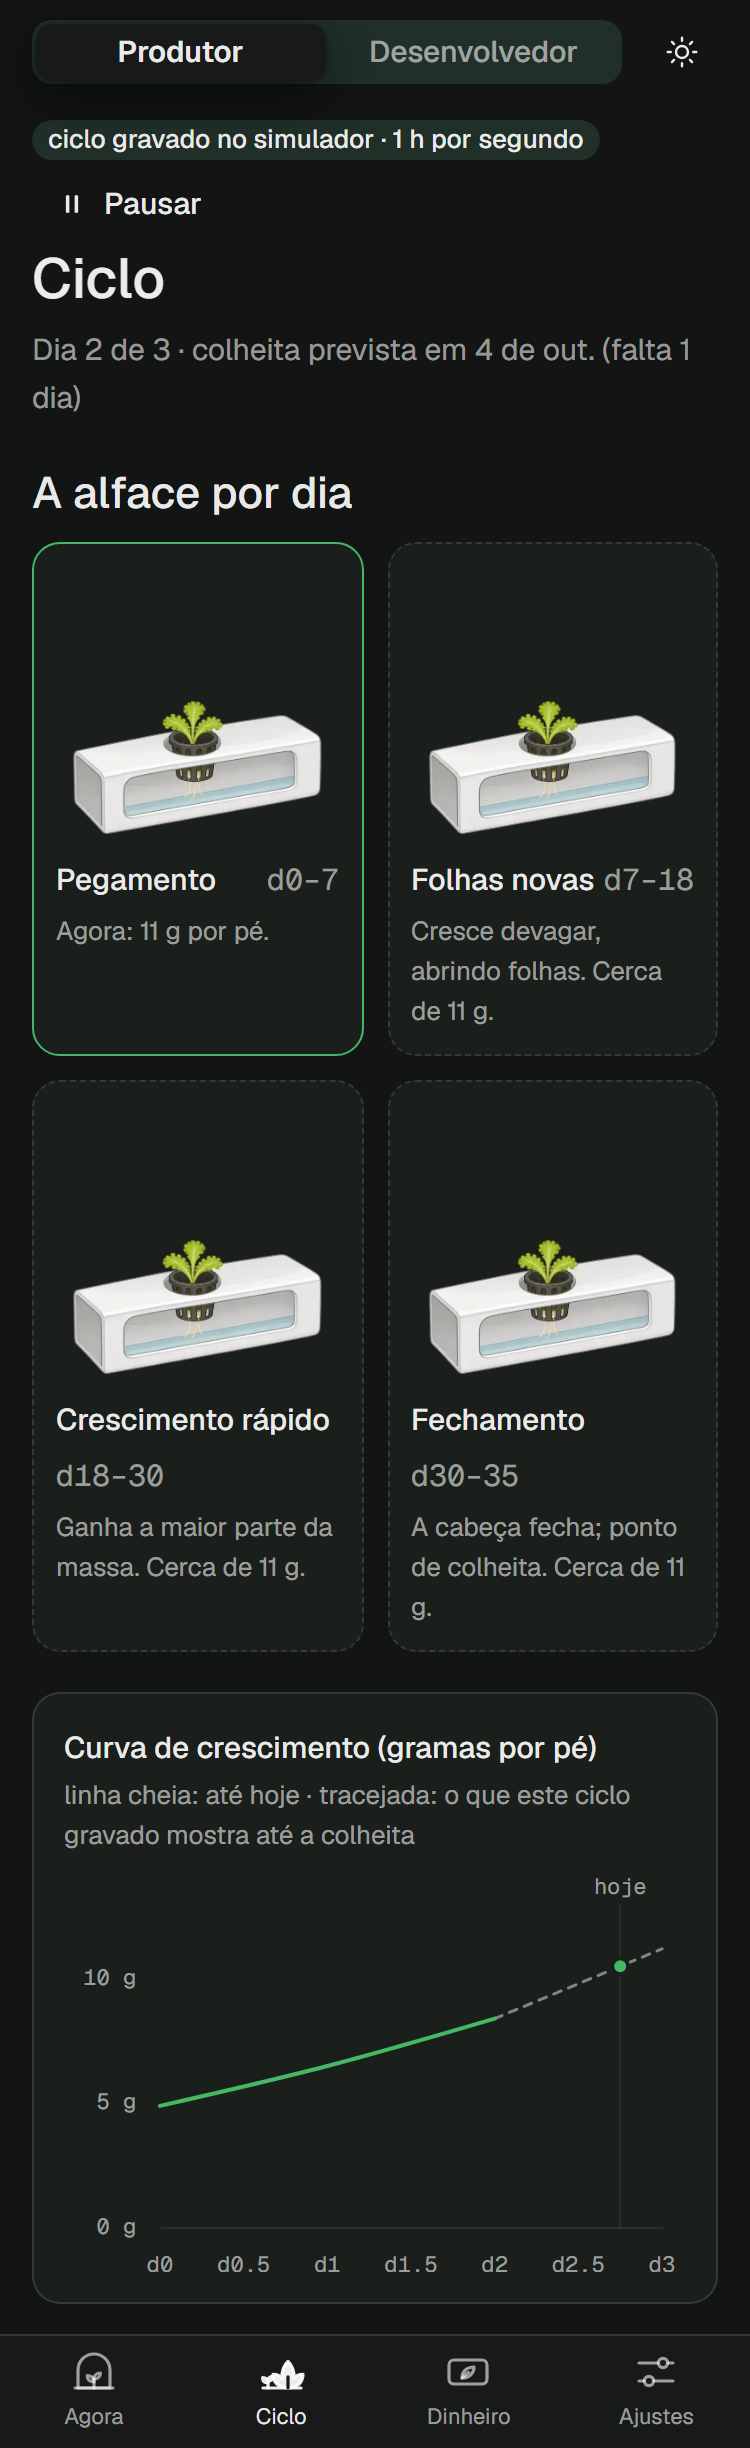 Produtor
Desenvolvedor
ciclo gravado no simulador · 1 h por segundo
Pausar
Ciclo
Dia 2 de 3 · colheita prevista em 4 de out. (falta 1
dia)
A alface por dia
Pegamento d0–7
Agora: 11 g por pé.
Folhas novas d7–18
Cresce devagar,
abrindo folhas. Cerca
de 11 g.
Crescimento rápido
d18–30
Ganha a maior parte da
massa. Cerca de 11 g.
Fechamento
d30–35
A cabeça fecha; ponto
de colheita. Cerca de 11
g.
Curva de crescimento (gramas por pé)
linha cheia: até hoje · tracejada: o que este ciclo
gravado mostra até a colheita
hoje
10 g
5 g
0 g
d0 d0.5 d1 d1.5 d2 d2.5 d3
Agora
Ciclo
Dinheiro
Ajustes